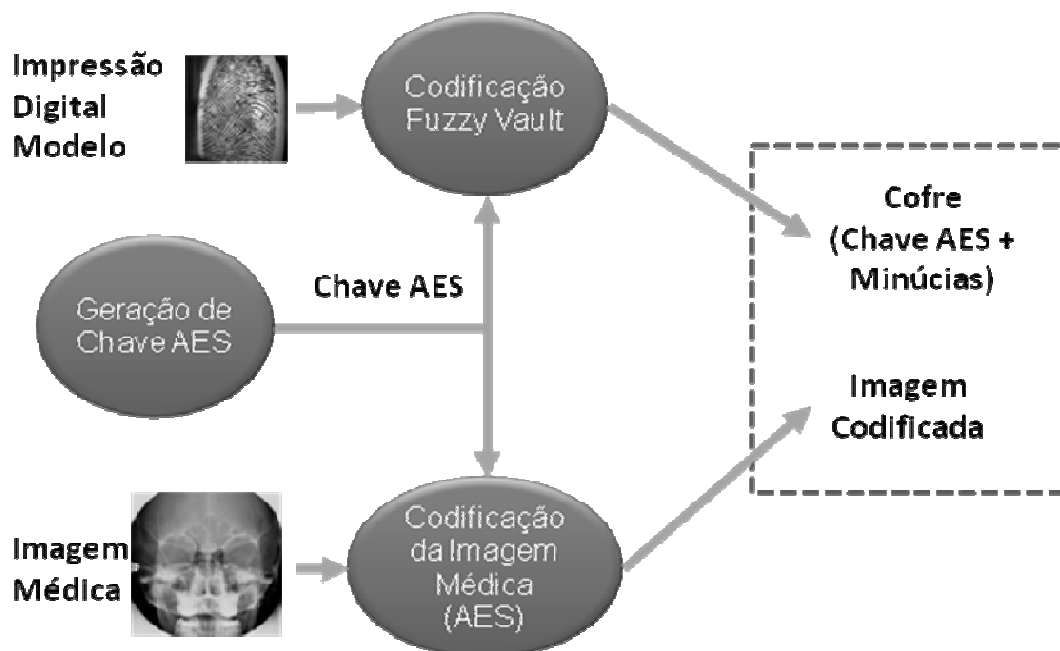 Impressão
Digital
Modelo
Codificação
Fuzzy Vault
Cofre
(Chave AES +
Minúcias)
Chave AES
Geração de
Chave AES
Imagem
Codificada
Imagem
Médica
Codificação
da Imagem
Médica
(AES)